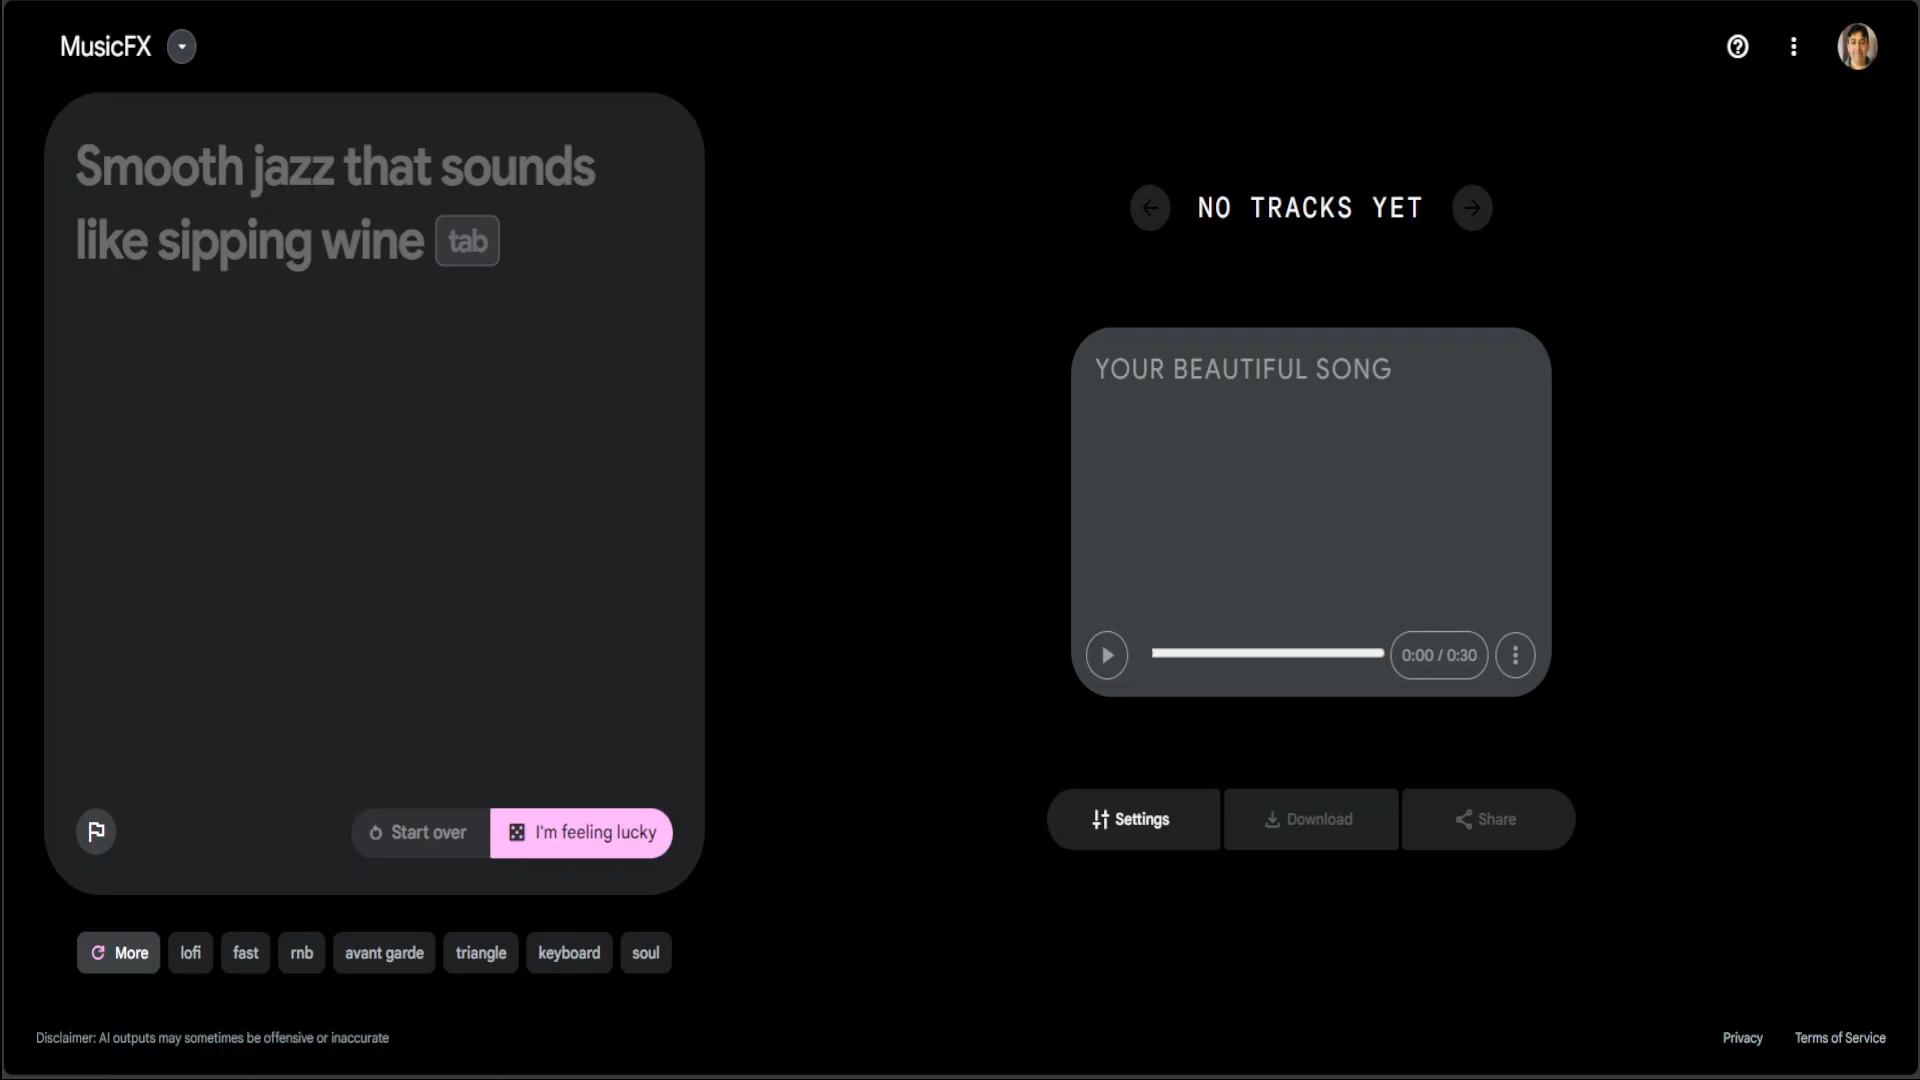 MusicFX
Smooth jazz that sounds
like sipping wine tab
Start over
I'm feeling lucky
More lofi fast rnb avant garde triangle keyboard soul
NO TRACKS YET
YOUR BEAUTIFUL SONG
0:00 / 0:30
Settings
Download
Share
Disclaimer: AI outputs may sometimes be offensive or inaccurate
Privacy
Terms of Service